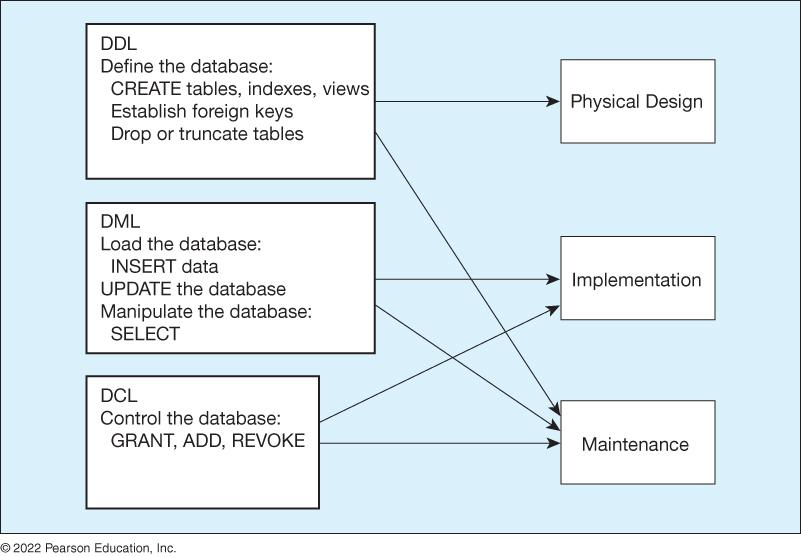 DDL
Define the database:
CREATE tables, indexes, views
Establish foreign keys
Drop or truncate tables
Physical Design
DML
Load the database:
INSERT data
UPDATE the database
Manipulate the database:
SELECT
Implementation
DCL
Control the database:
GRANT, ADD, REVOKE
Maintenance
© 2022 Pearson Education, Inc.